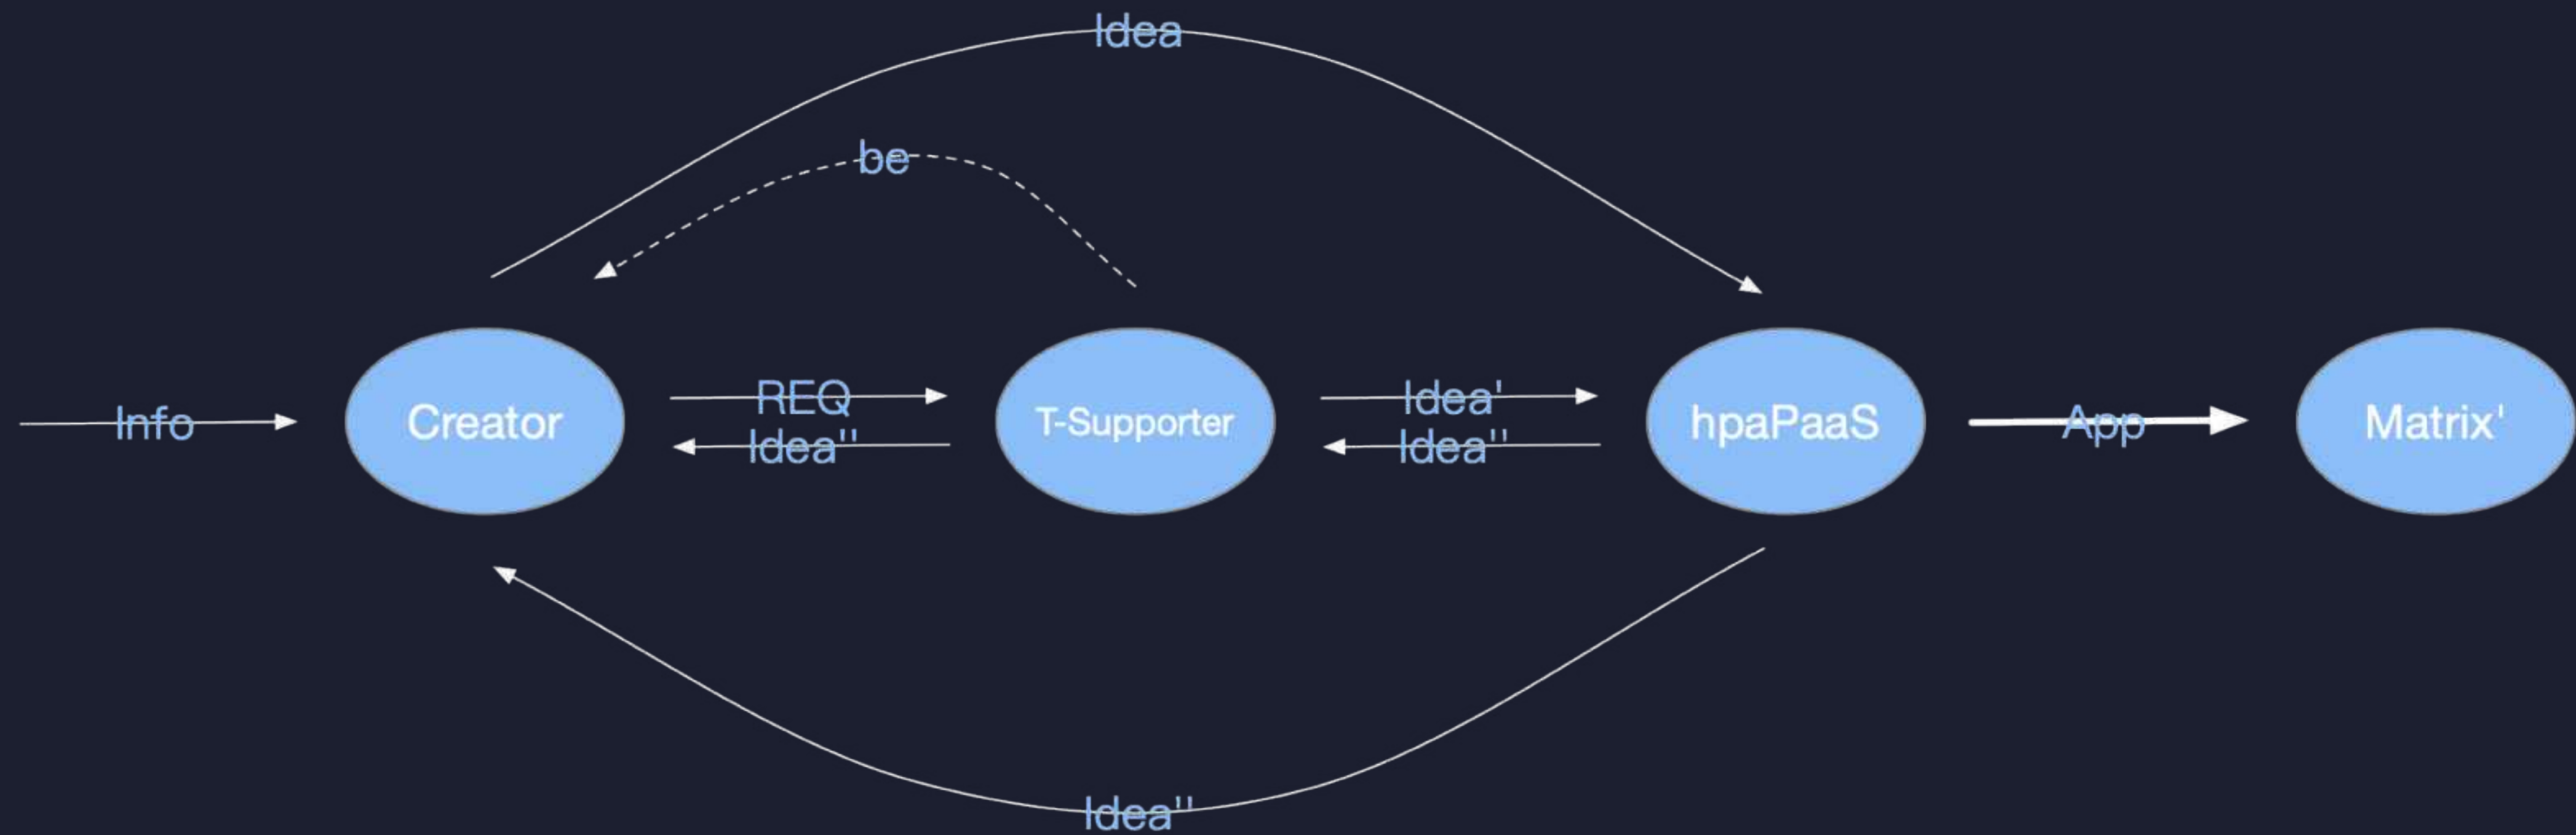 Idea
be
Info
Creator
REQ
Idea''
T-Supporter
Idea'
Idea''
hpaPaaS
App
Matrix'
Idea''